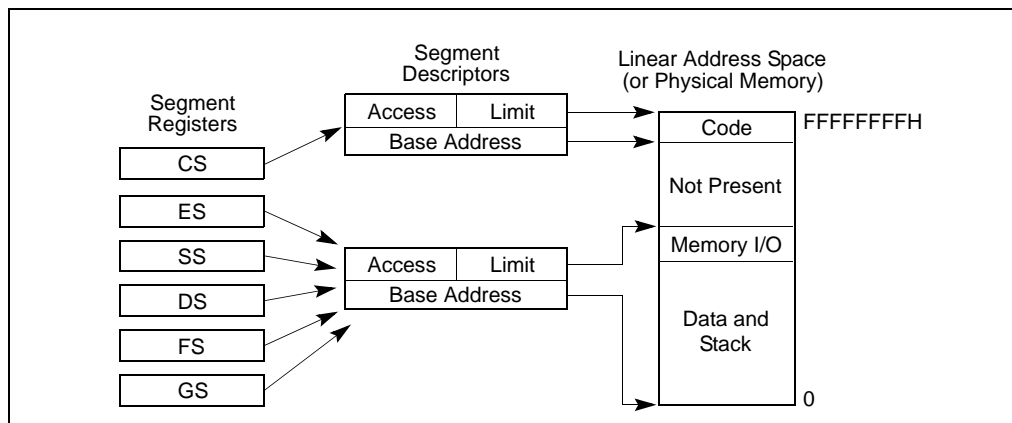 Segment
Registers
CS
ES
SS
DS
FS
GS
Segment
Descriptors
Access
Limit
Base Address
Access
Limit
Base Address
Linear Address Space
(or Physical Memory)
Code
FFFFFFFFH
Not Present
Memory I/O
Data and
Stack
0